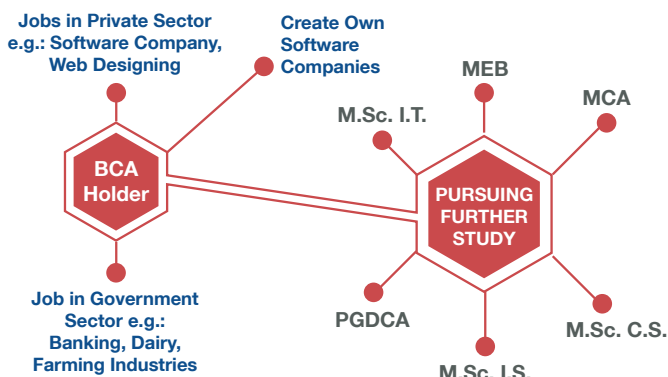 Jobs in Private Sector
e.g.: Software Company,
Web Designing
Create Own
Software
Companies
BCA
Holder
Job in Government
Sector e.g.:
Banking, Dairy,
Farming Industries
MEB
MCA
M.Sc. I.T.
PURSUING
FURTHER
STUDY
PGDCA
M.Sc. C.S.
M.Sc. I.S.